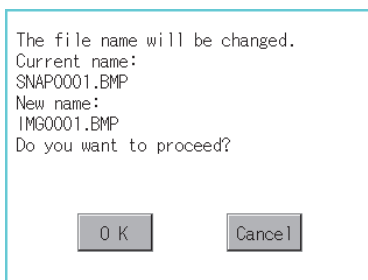 The file name will be changed.
Current name:
SNAP0001.BMP
New name:
IMG0001.BMP
Do you want to proceed?
O K
Cancel